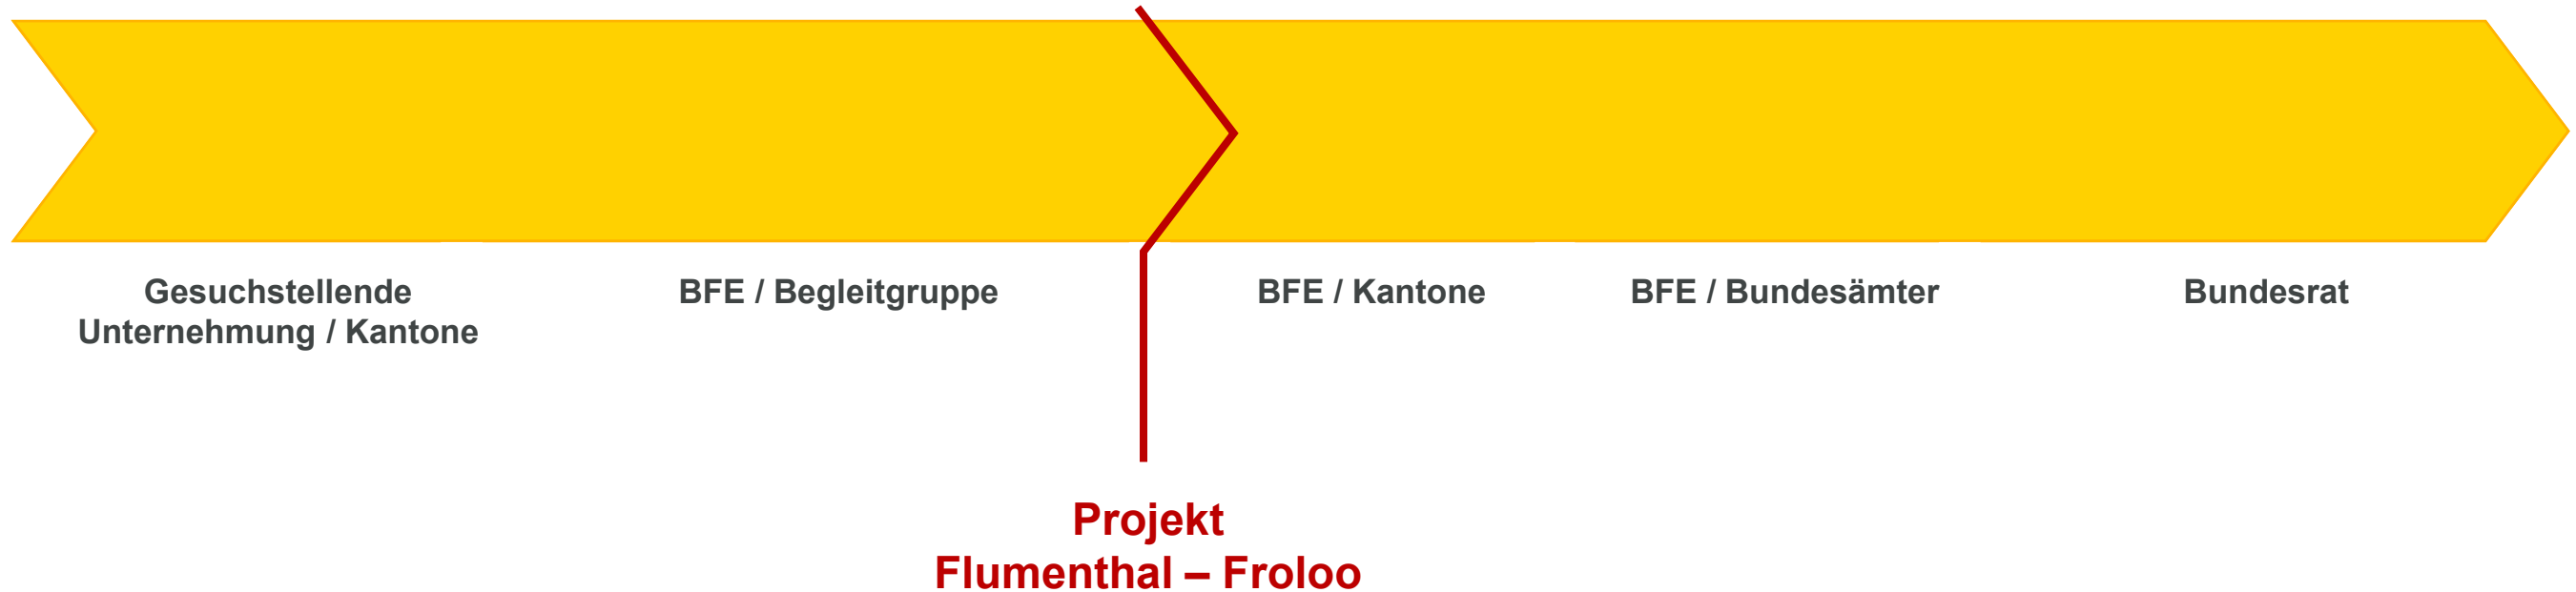 Gesuchstellende
Unternehmung / Kantone
BFE / Begleitgruppe
BFE / Kantone
BFE / Bundesämter
Bundesrat
Projekt
Flumenthal – Froloo